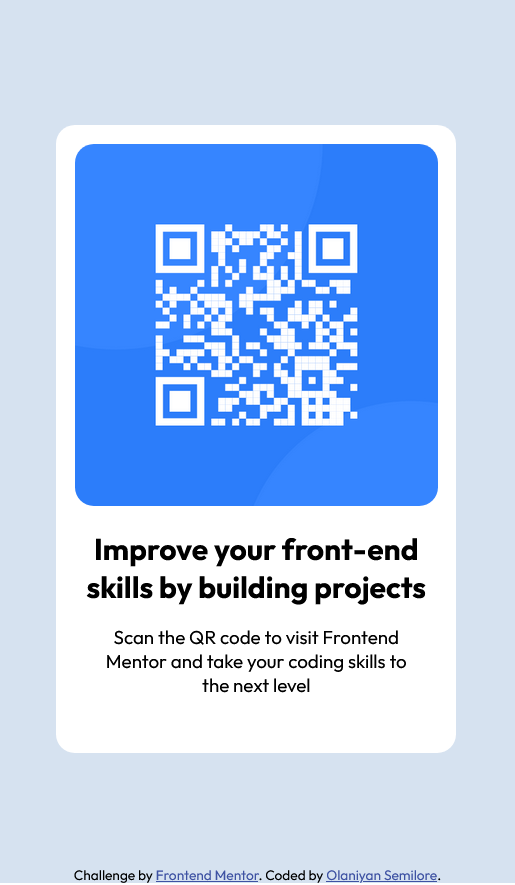 Improve your front-end
skills by building projects
Scan the QR code to visit Frontend
Mentor and take your coding skills to
the next level
Challenge by Frontend Mentor. Coded by Olaniyan Semilore.